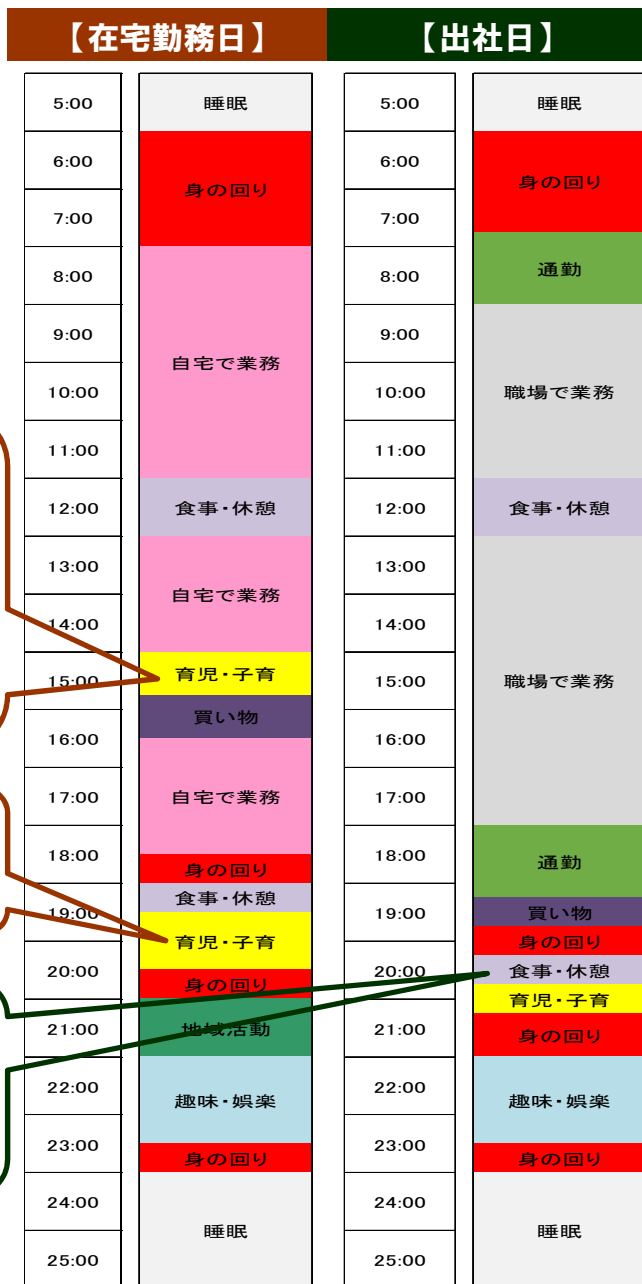 【在宅勤務日】
5:00
睡眠
6:00
身の回り
7:00
8:00
9:00
自宅で業務
10:00
11:00
12:00
食事・休憩
13:00
自宅で業務
14:00
15:00
育児・子育
買い物
16:00
17:00
自宅で業務
18:00
身の回り
食事・休憩
19:00
育児・子育
20:00
身の回り
21:00
地域活動
22:00
趣味・娯楽
23:00
身の回り
24:00
睡眠
25:00
【出社日】
5:00
睡眠
6:00
身の回り
7:00
8:00
通勤
9:00
10:00
職場で業務
11:00
12:00
食事・休憩
13:00
14:00
15:00
職場で業務
16:00
17:00
18:00
通勤
19:00
買い物
身の回り
20:00
食事・休憩
育児・子育
21:00
身の回り
22:00
趣味・娯楽
23:00
身の回り
24:00
睡眠
25:00